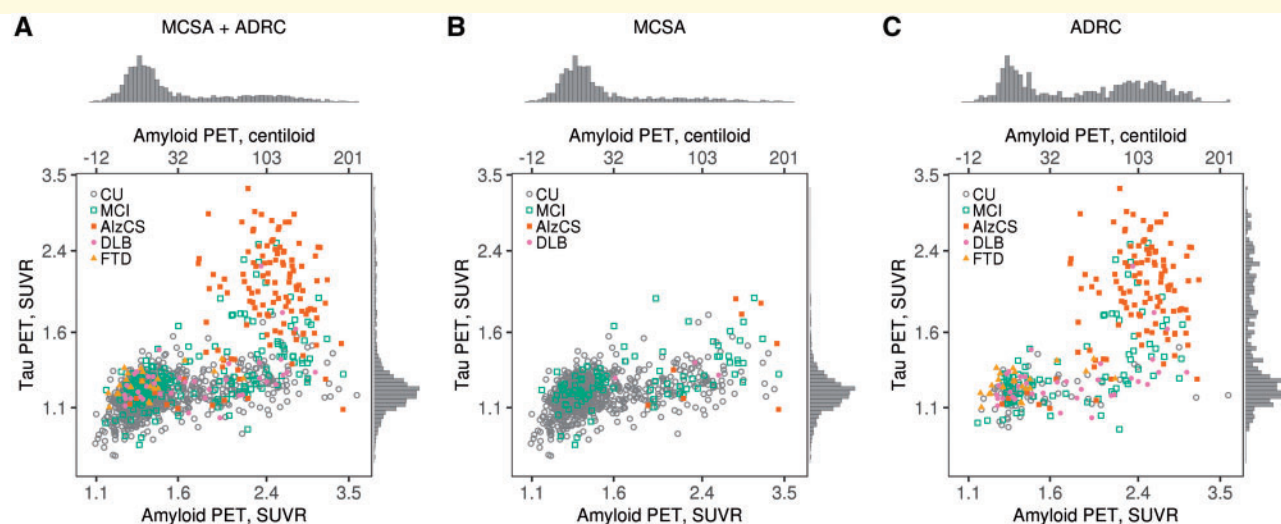 A MCSA + ADRC
Amyloid PET, centiloid
-12 32 103 201
3.5
2.4
1.6
1.1
Tau PET, SUVR
CU
MCI
AlzCS
DLB
FTD
1.1 1.6 2.4 3.5
Amyloid PET, SUVR
B MCSA
Amyloid PET, centiloid
-12 32 103 201
3.5
2.4
1.6
1.1
Tau PET, SUVR
CU
MCI
AlzCS
DLB
1.1 1.6 2.4 3.5
Amyloid PET, SUVR
C ADRC
Amyloid PET, centiloid
-12 32 103 201
3.5
2.4
1.6
1.1
Tau PET, SUVR
CU
MCI
AlzCS
DLB
FTD
1.1 1.6 2.4 3.5
Amyloid PET, SUVR